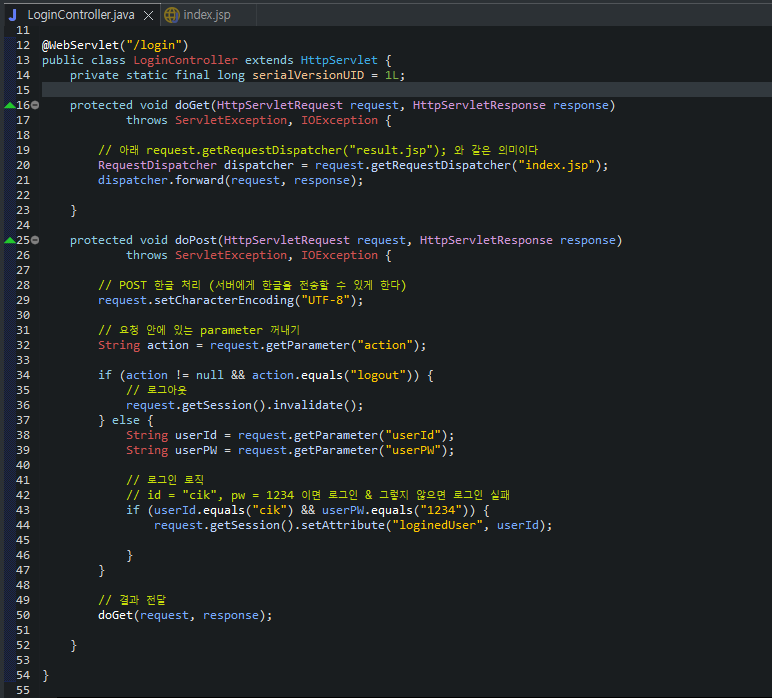 LoginController.java index.jsp
11
12 @WebServlet("/login")
13 public class LoginController extends HttpServlet {
14     private static final long serialVersionUID = 1L;
15
16     protected void doGet(HttpServletRequest request, HttpServletResponse response)
17             throws ServletException, IOException {
18
19         // 아래 request.getRequestDispatcher("result.jsp"); 와 같은 의미이다
20         RequestDispatcher dispatcher = request.getRequestDispatcher("index.jsp");
21         dispatcher.forward(request, response);
22
23     }
24
25     protected void doPost(HttpServletRequest request, HttpServletResponse response)
26             throws ServletException, IOException {
27
28         // POST 한글 처리 (서버에게 한글을 전송할 수 있게 한다)
29         request.setCharacterEncoding("UTF-8");
30
31         // 요청 안에 있는 parameter 꺼내기
32         String action = request.getParameter("action");
33
34         if (action != null && action.equals("logout")) {
35             // 로그아웃
36             request.getSession().invalidate();
37         } else {
38             String userId = request.getParameter("userId");
39             String userPW = request.getParameter("userPW");
40
41             // 로그인 로직
42             // id = "cik", pw = 1234 이면 로그인 & 그렇지 않으면 로그인 실패
43             if (userId.equals("cik") && userPW.equals("1234")) {
44                 request.getSession().setAttribute("loginedUser", userId);
45
46             }
47         }
48
49         // 결과 전달
50         doGet(request, response);
51
52     }
53
54 }
55